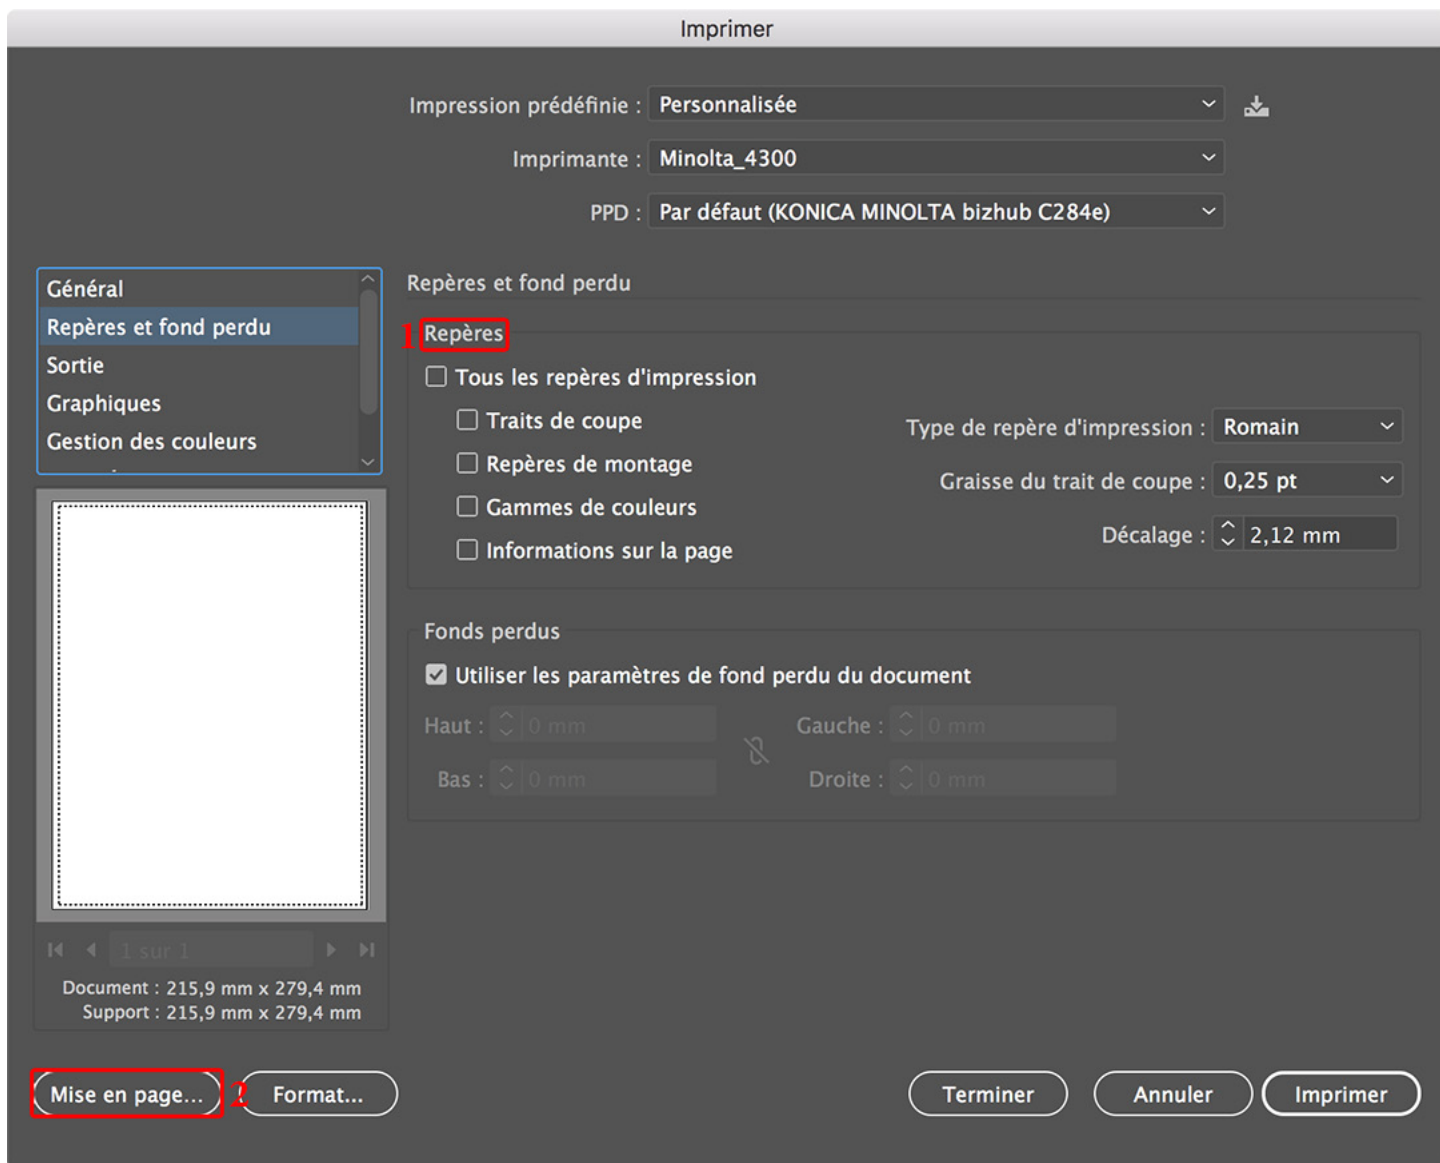 Imprimer
Impression prédéfinie : Personnalisée
Imprimante : Minolta_4300
PPD : Par défaut (KONICA MINOLTA bizhub C284e)
Général
Repères et fond perdu
Sortie
Graphiques
Gestion des couleurs
Repères et fond perdu
1 Repères
Tous les repères d'impression
Traits de coupe
Repères de montage
Gammes de couleurs
Informations sur la page
Type de repère d'impression : Romain
Graisse du trait de coupe : 0,25 pt
Décalage : 2,12 mm
Fonds perdus
Utiliser les paramètres de fond perdu du document
Haut : 0 mm Gauche : 0 mm
Bas : 0 mm Droite : 0 mm
1 sur 1
Document : 215,9 mm x 279,4 mm
Support : 215,9 mm x 279,4 mm
Mise en page... 2 Format... Terminer Annuler Imprimer